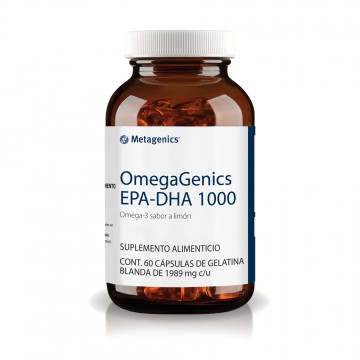 Metagenics
OmegaGenics
EPA-DHA 1000
Omega-3 sabor a limón
SUPLEMENTO ALIMENTICIO
CONT. 60 CÁPSULAS DE GELATINA
BLANDA DE 1989 mg c/u